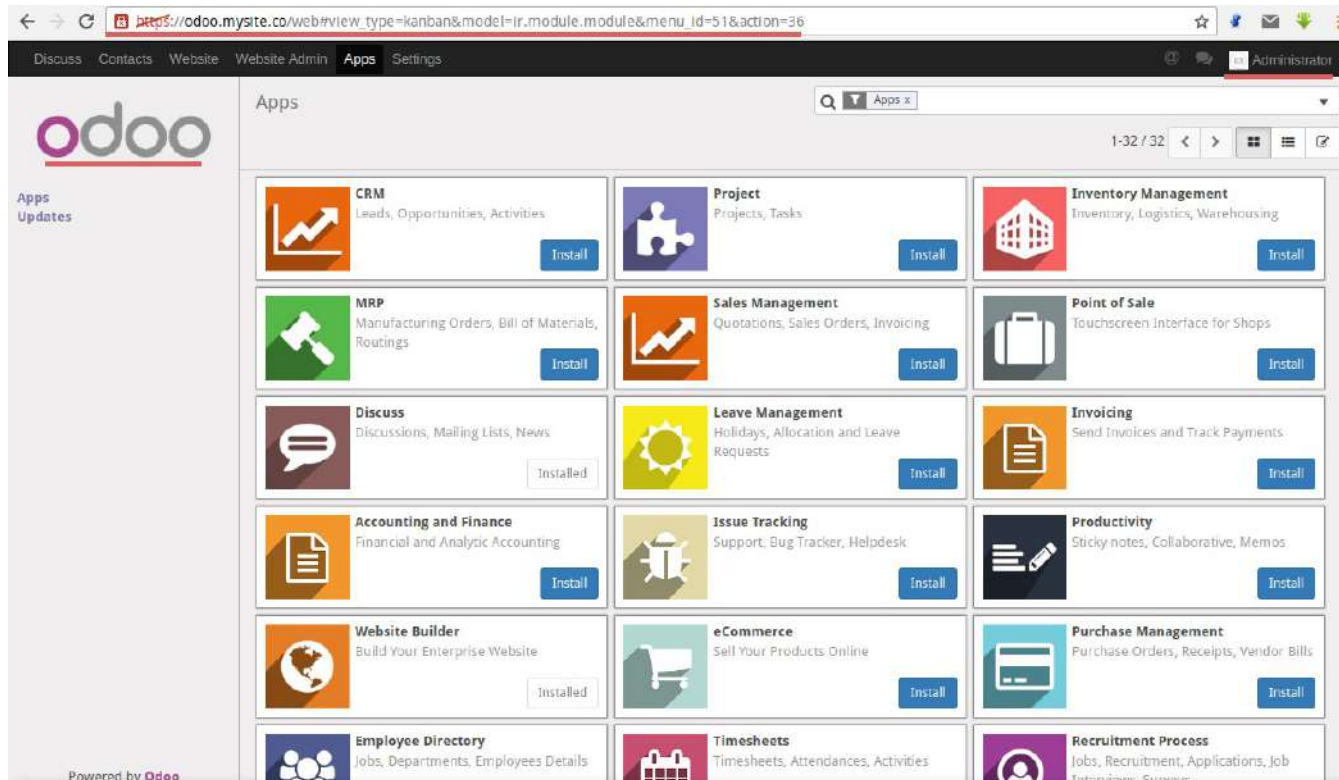 https://odoo.mysite.co/web#view_type=kanban&model=ir.module.module&menu_id=51&action=36
Discuss Contacts Website Website Admin Apps Settings @ Administrator
odoo
Apps
Updates
Apps
Apps x
1-32 / 32
CRM
Leads, Opportunities, Activities
Install
Project
Projects, Tasks
Install
Inventory Management
Inventory, Logistics, Warehousing
Install
MRP
Manufacturing Orders, Bill of Materials,
Routings
Install
Sales Management
Quotations, Sales Orders, Invoicing
Install
Point of Sale
Touchscreen Interface for Shops
Install
Discuss
Discussions, Mailing Lists, News
Installed
Leave Management
Holidays, Allocation and Leave
Requests
Install
Invoicing
Send Invoices and Track Payments
Install
Accounting and Finance
Financial and Analytic Accounting
Install
Issue Tracking
Support, Bug Tracker, Helpdesk
Install
Productivity
Sticky notes, Collaborative, Memos
Install
Website Builder
Build Your Enterprise Website
Installed
eCommerce
Sell Your Products Online
Install
Purchase Management
Purchase Orders, Receipts, Vendor Bills
Install
Employee Directory
Jobs, Departments, Employees Details
Timesheets
Timesheets, Attendances, Activities
Recruitment Process
Jobs, Recruitment, Applications, Job
Interviews, Surveys
Powered by Odoo